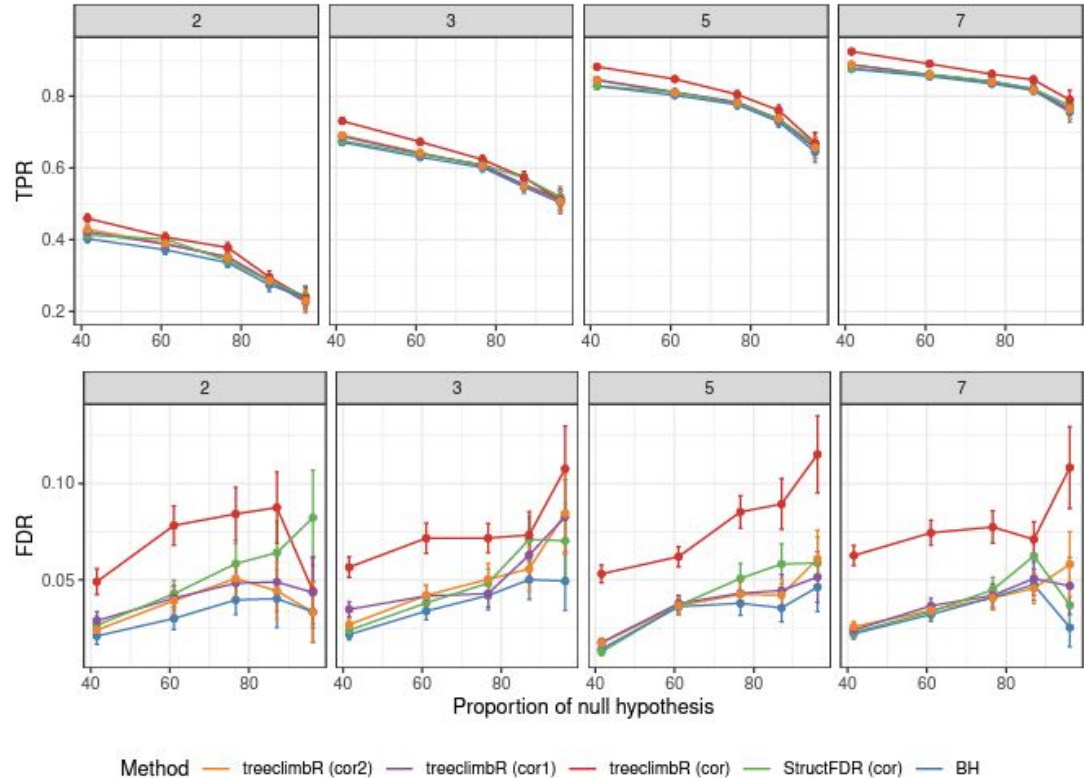 2 3 5 7
TPR
0.8
0.6
0.4
0.2
40 60 80 40 60 80 40 60 80 40 60 80
2 3 5 7
FDR
0.10
0.05
40 60 80 40 60 80 40 60 80 40 60 80
Proportion of null hypothesis
Method treeclimbR (cor2) treeclimbR (cor1) treeclimbR (cor) StructFDR (cor) BH